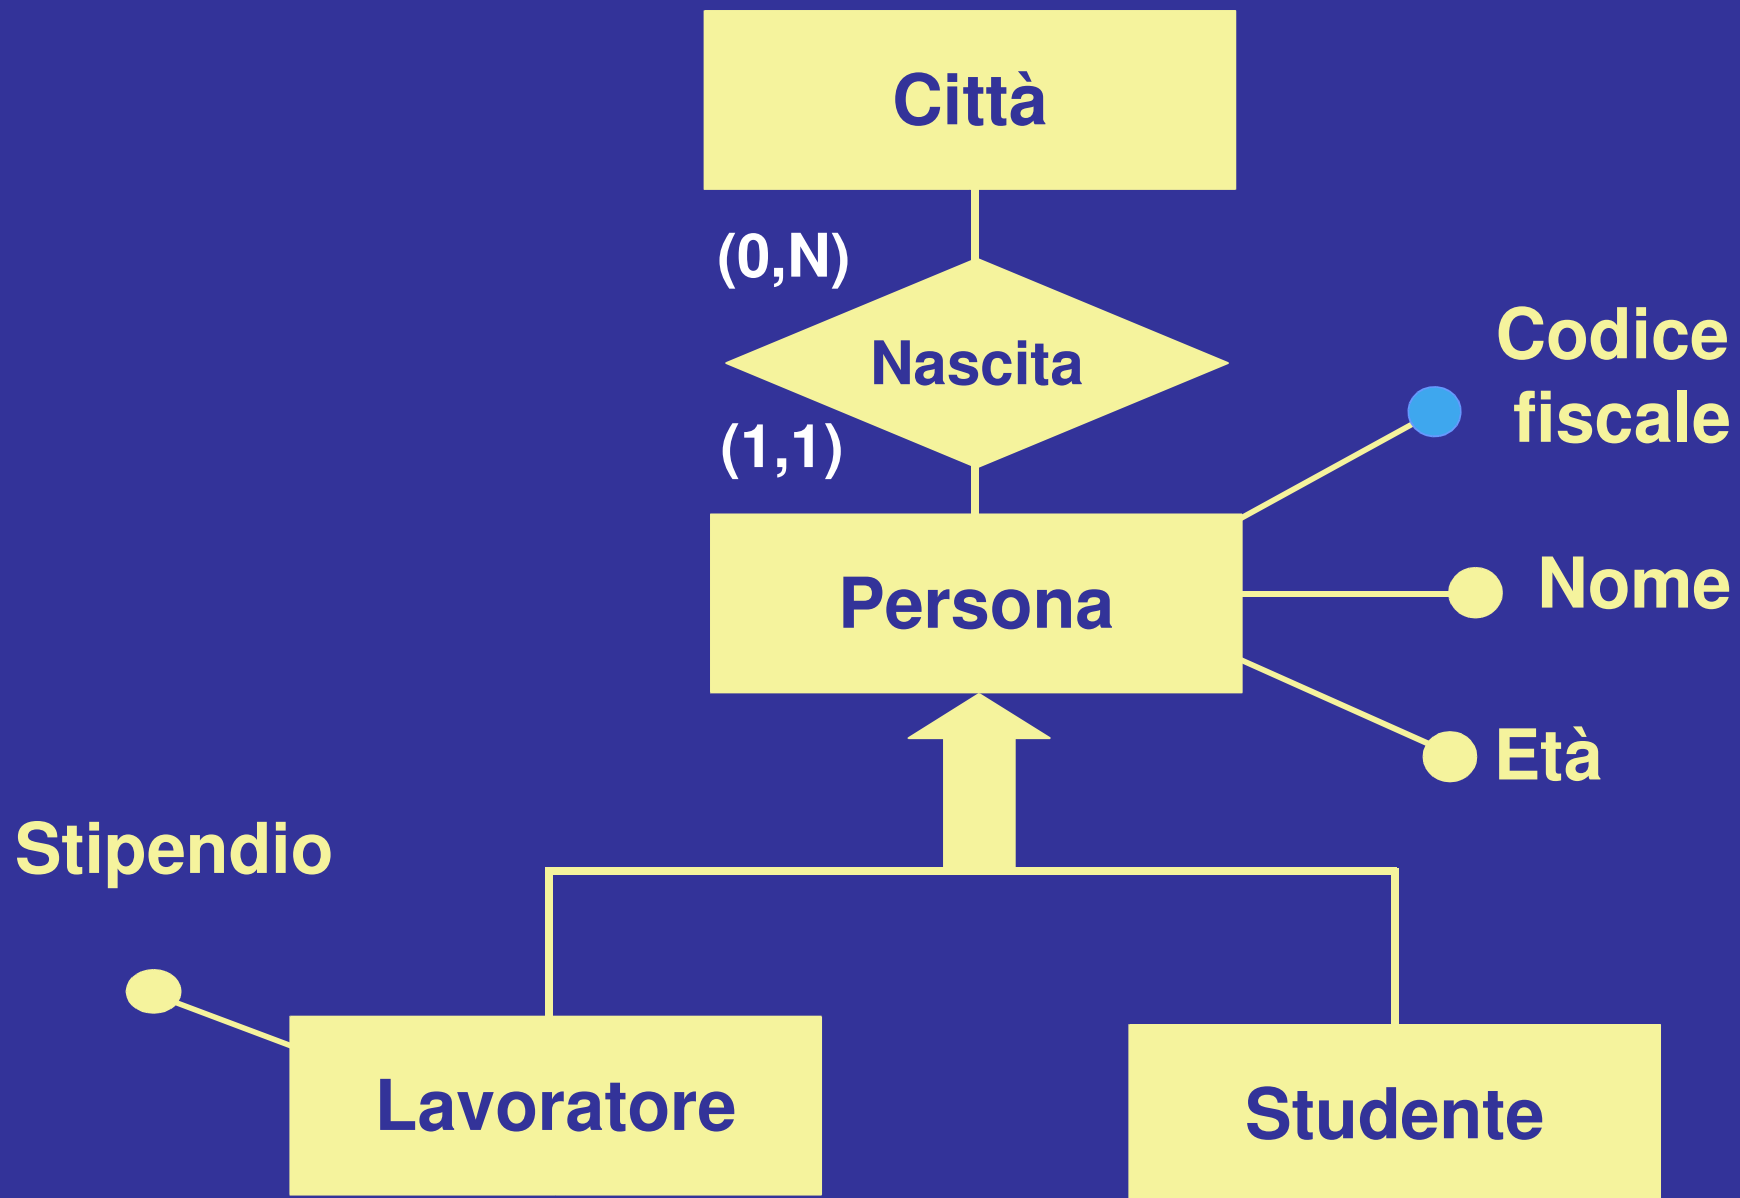 Città
(0,N)
Nascita
(1,1)
Codice
fiscale
Persona
Nome
Età
Stipendio
Lavoratore
Studente